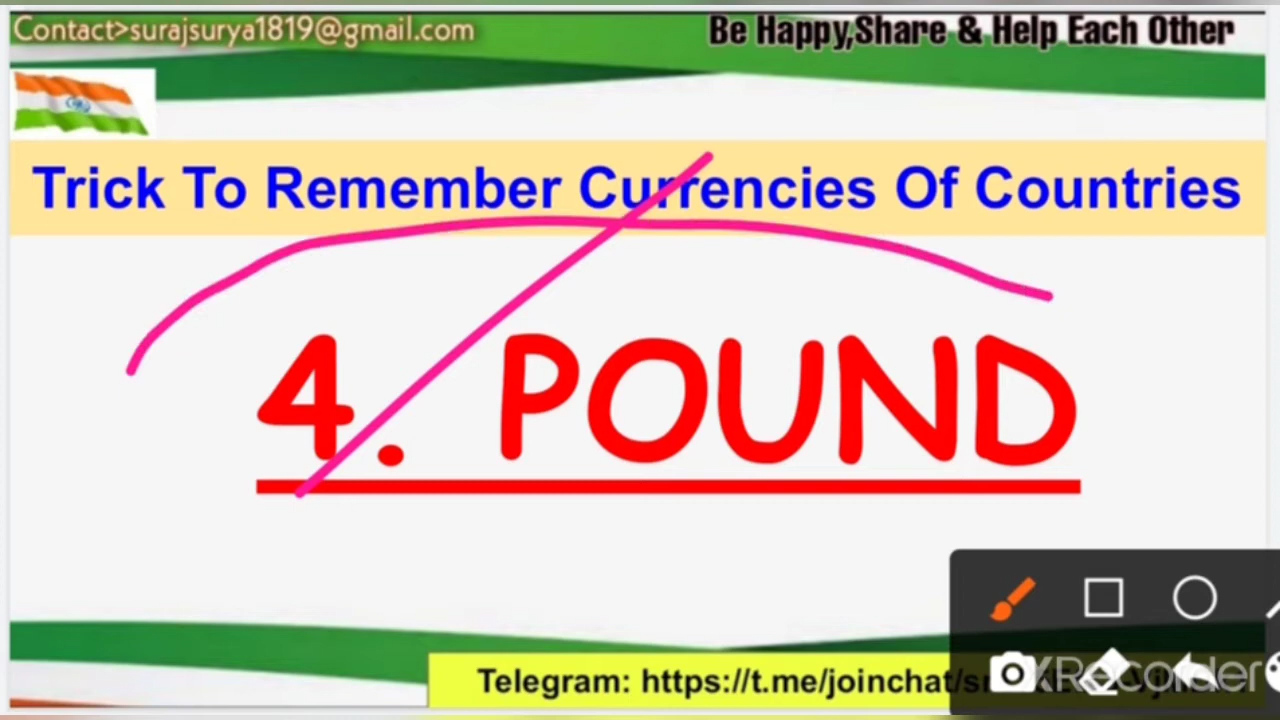 Contact>surajsurya1819@gmail.com
Be Happy,Share & Help Each Other
Trick To Remember Currencies Of Countries
4. POUND
Telegram: https://t.me/joinchat/
XRecorder